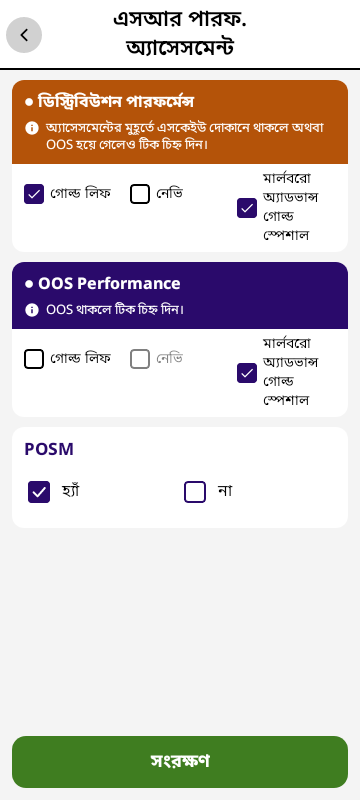 এসআর পারফ.
অ্যাসেসমেন্ট
ডিস্ট্রিবিউশন পারফর্মেন্স
অ্যাসেসমেন্টের মুহূর্তে এসকেইউ দোকানে থাকলে অথবা
OOS হয়ে গেলেও টিক চিহ্ন দিন।
গোল্ড লিফ
নেভি
মার্লবরো
অ্যাডভান্স
গোল্ড
স্পেশাল
OOS Performance
OOS থাকলে টিক চিহ্ন দিন।
গোল্ড লিফ
নেভি
মার্লবরো
অ্যাডভান্স
গোল্ড
স্পেশাল
POSM
হ্যাঁ
না
সংরক্ষণ